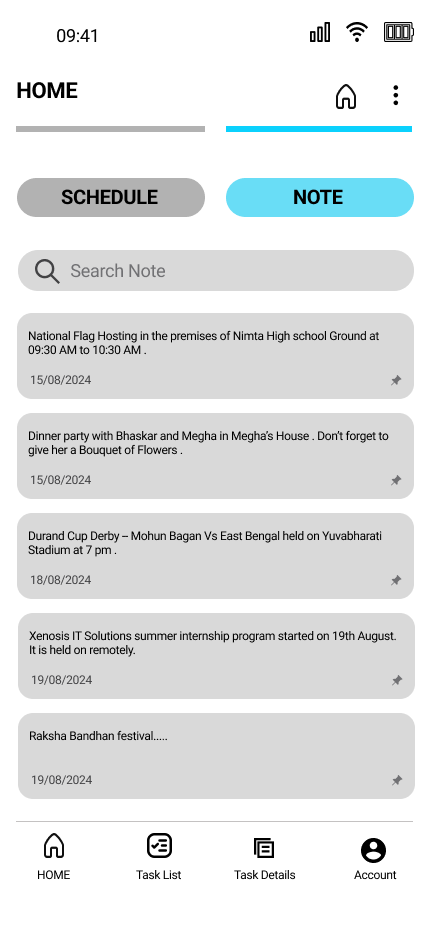 09:41
HOME
SCHEDULE
NOTE
Search Note
National Flag Hosting in the premises of Nimta High school Ground at
09:30 AM to 10:30 AM .
15/08/2024
Dinner party with Bhaskar and Megha in Megha's House . Don't forget to
give her a Bouquet of Flowers .
15/08/2024
Durand Cup Derby – Mohun Bagan Vs East Bengal held on Yuvabharati
Stadium at 7 pm .
18/08/2024
Xenosis IT Solutions summer internship program started on 19th August.
It is held on remotely.
19/08/2024
Raksha Bandhan festival.....
19/08/2024
HOME
Task List
Task Details
Account